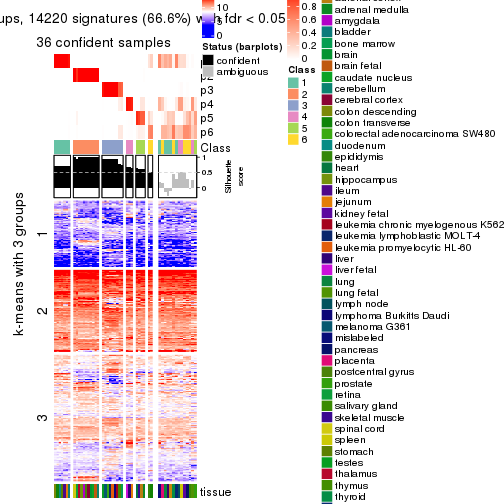 ups, 14220 signatures (66.6%) with fdr < 0.05
36 confident samples
p3
p4
p5
p6
Class
1
0.5
0
Silhouette
score
k-means with 3 groups
1
2
3
tissue
10
5
0
Status (barplots)
confident
ambiguous
0.8
0.6
0.4
0.2
0
Class
1
2
3
4
5
6
adrenal medulla
amygdala
bladder
bone marrow
brain
brain fetal
caudate nucleus
cerebellum
cerebral cortex
colon descending
colon transverse
colorectal adenocarcinoma SW480
duodenum
epididymis
heart
hippocampus
ileum
jejunum
kidney fetal
leukemia chronic myelogenous K562
leukemia lymphoblastic MOLT-4
leukemia promyelocytic HL-60
liver
liver fetal
lung
lung fetal
lymph node
lymphoma Burkitts Daudi
melanoma G361
mislabeled
pancreas
placenta
postcentral gyrus
prostate
retina
salivary gland
skeletal muscle
spinal cord
spleen
stomach
testes
thalamus
thymus
thyroid